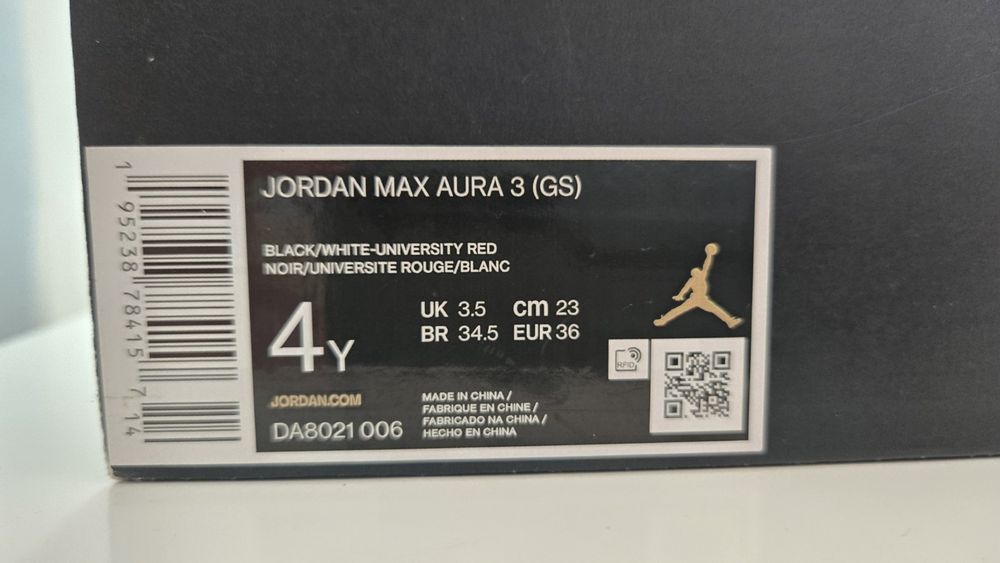 JORDAN MAX AURA 3 (GS)
BLACK/WHITE-UNIVERSITY RED
NOIR/UNIVERSITE ROUGE/BLANC
4Y
UK 3.5 cm 23
BR 34.5 EUR 36
RFID
JORDAN.COM
DA8021 006
MADE IN CHINA /
FABRIQUE EN CHINE /
FABRICADO NA CHINA /
HECHO EN CHINA
1 95238 78415 7 14